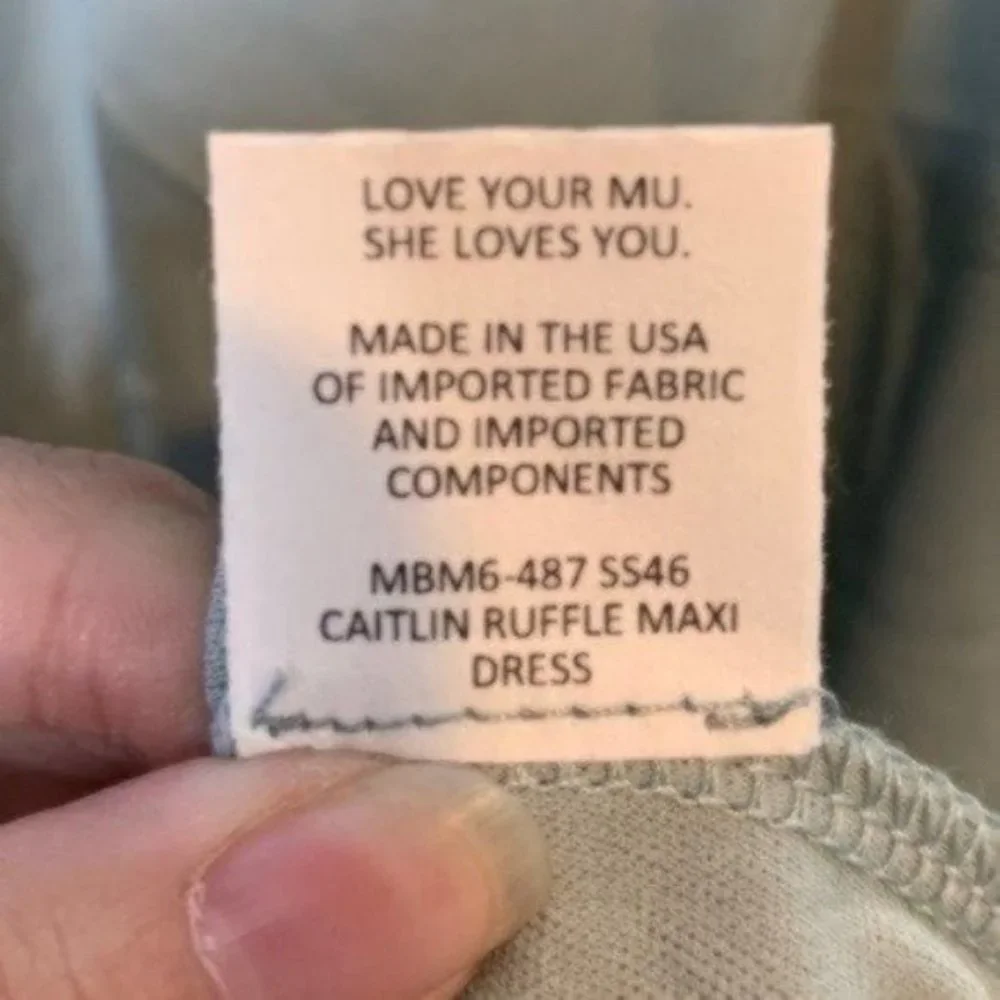 LOVE YOUR MU.
SHE LOVES YOU.
MADE IN THE USA
OF IMPORTED FABRIC
AND IMPORTED
COMPONENTS
MBM6-487 SS46
CAITLIN RUFFLE MAXI
DRESS